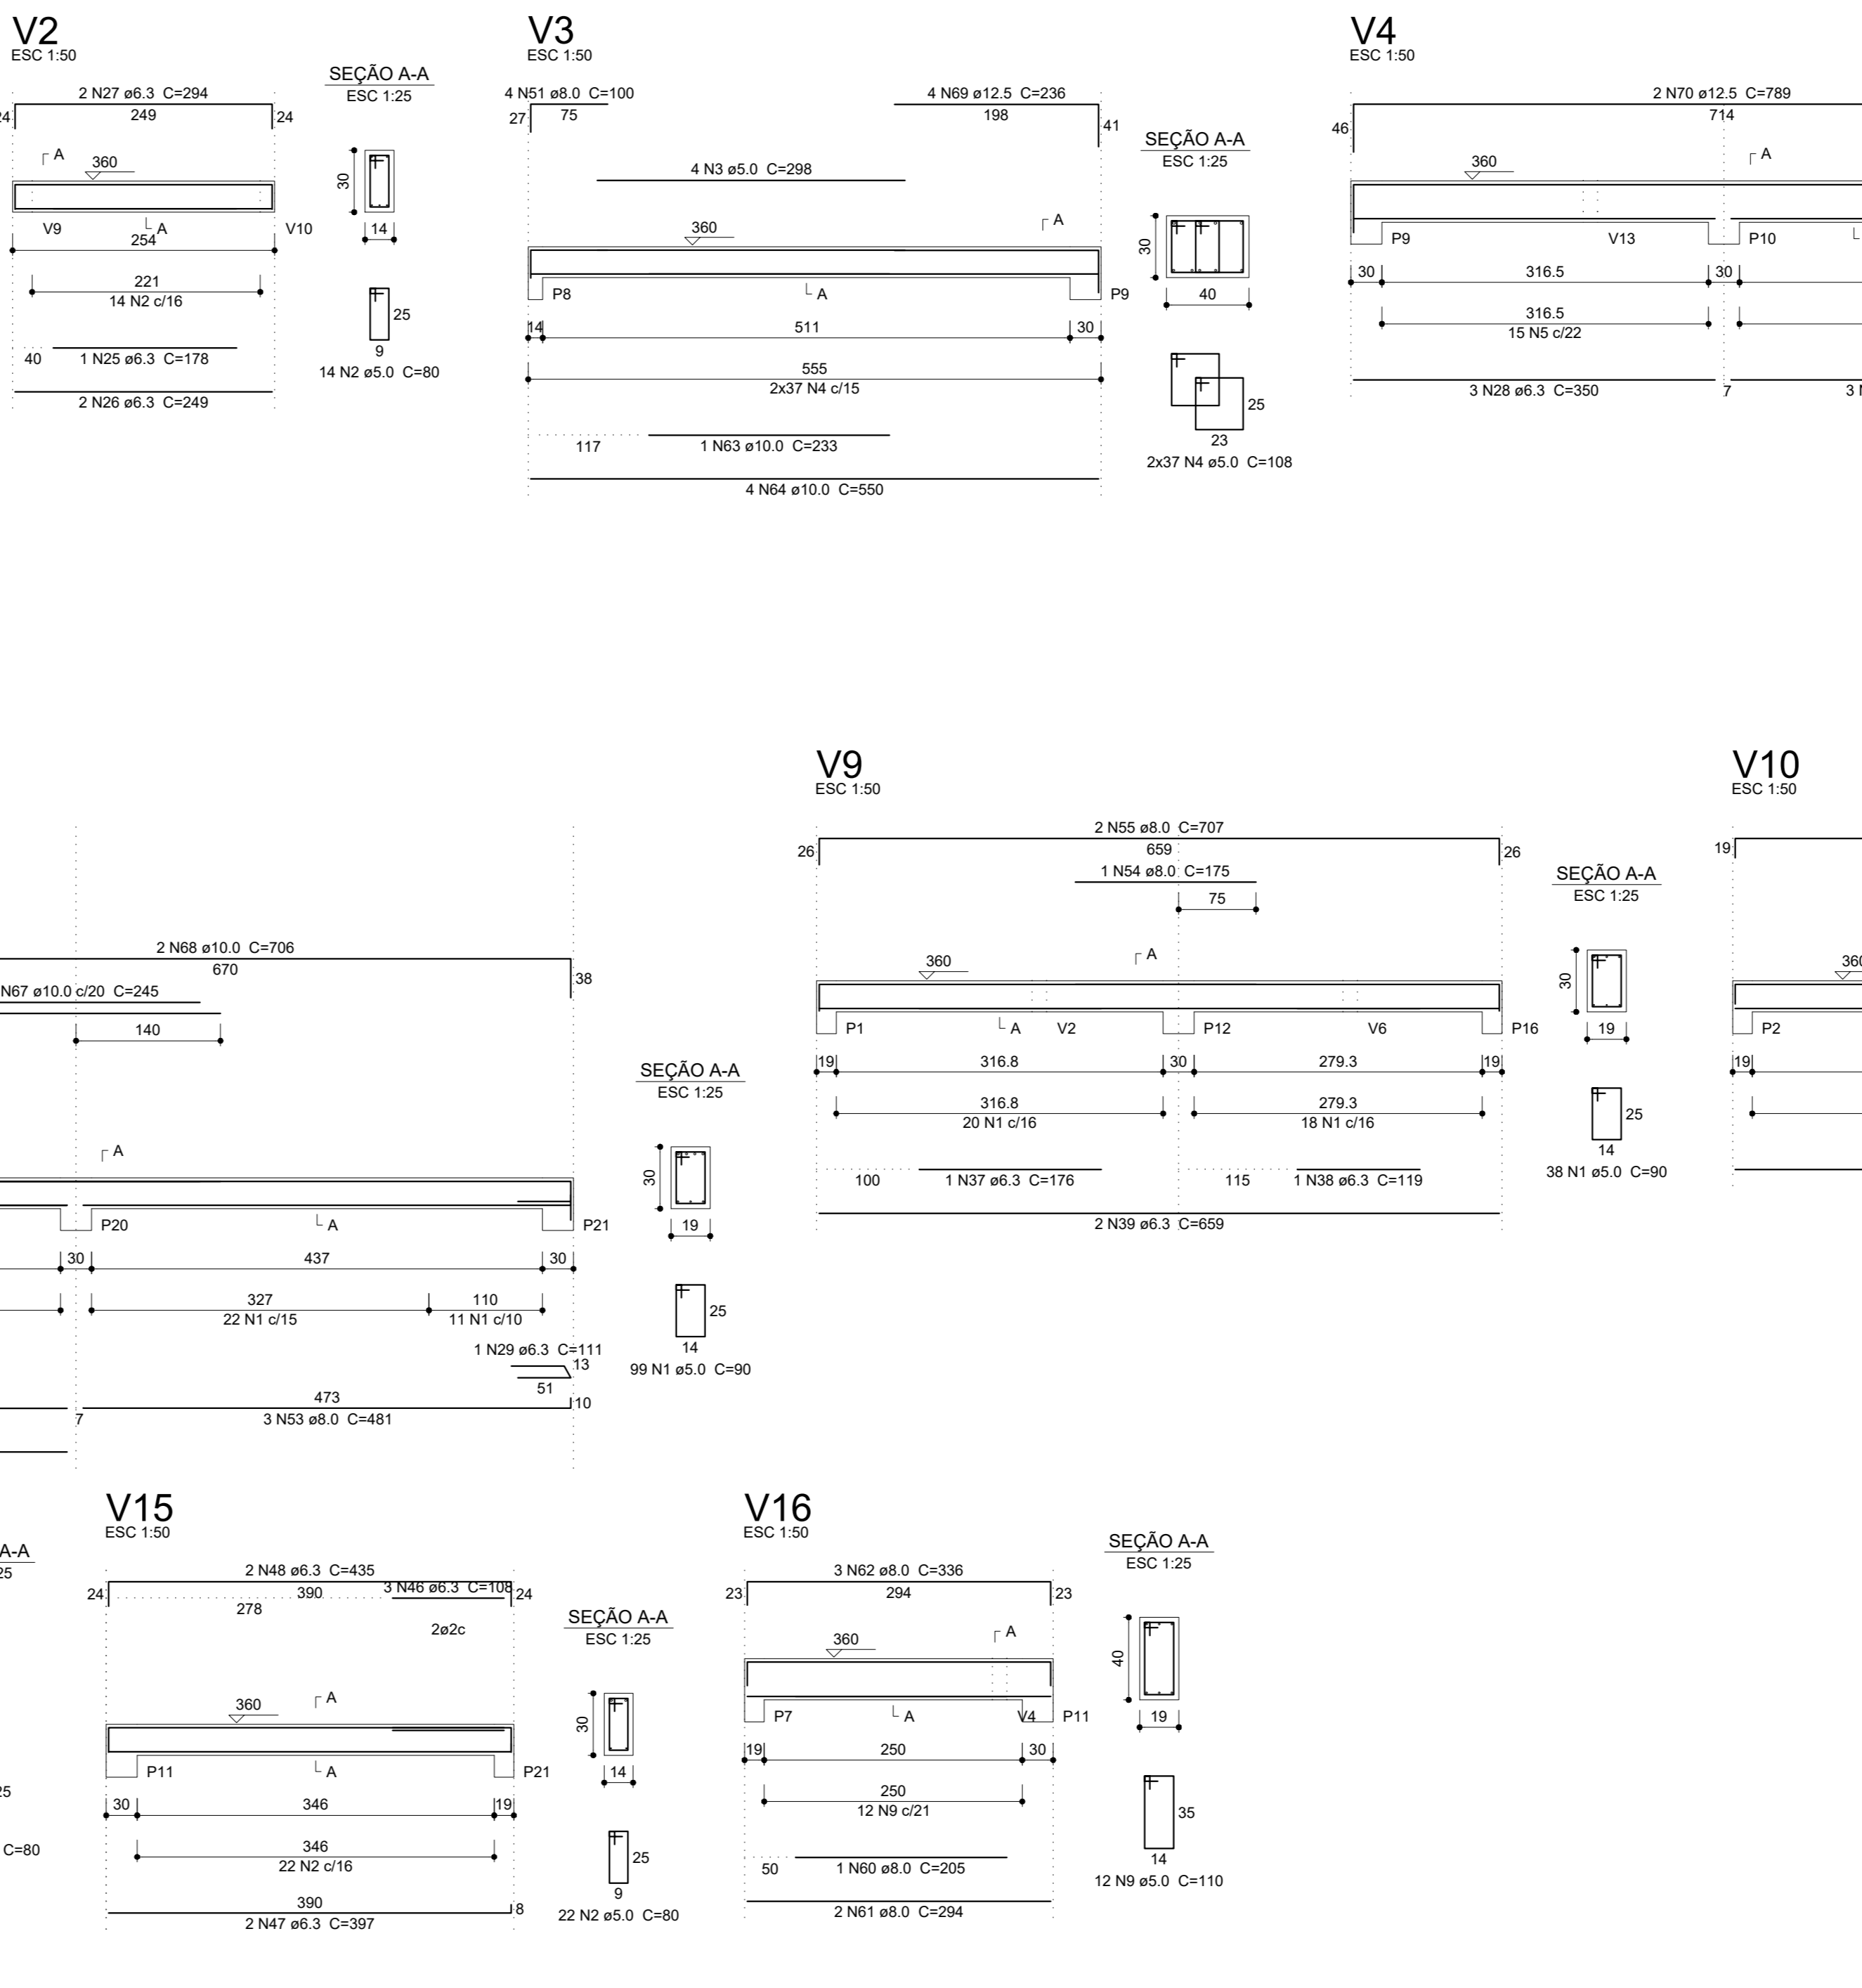 V2
ESC 1:50
SEÇÃO A-A
ESC 1:25
2 N27 ø6.3 C=294
249
24
24
A
360
30
V9
A
V10
14
254
221
14 N2 c/16
25
9
14 N2 ø5.0 C=80
40
1 N25 ø6.3 C=178
2 N26 ø6.3 C=249
V3
ESC 1:50
4 N51 ø8.0 C=100
4 N69 ø12.5 C=236
27
75
198
41
SEÇÃO A-A
ESC 1:25
4 N3 ø5.0 C=298
A
360
30
P8
A
P9
40
14
511
30
555
2x37 N4 c/15
25
23
2x37 N4 ø5.0 C=108
117
1 N63 ø10.0 C=233
4 N64 ø10.0 C=550
V4
ESC 1:50
2 N70 ø12.5 C=789
714
46
A
360
P9
V13
P10
30
316.5
30
316.5
15 N5 c/22
3 N28 ø6.3 C=350
7
2 N68 ø10.0 C=706
670
38
N67 ø10.0 c/20 C=245
140
SEÇÃO A-A
ESC 1:25
A
30
P20
A
P21
19
30
437
30
327
110
22 N1 c/15
11 N1 c/10
25
14
99 N1 ø5.0 C=90
1 N29 ø6.3 C=111
13
51
473
10
7
3 N53 ø8.0 C=481
V9
ESC 1:50
2 N55 ø8.0 C=707
26
659
26
1 N54 ø8.0 C=175
75
SEÇÃO A-A
ESC 1:25
A
360
30
P1
A
V2
P12
V6
P16
19
19
316.8
30
279.3
19
316.8
279.3
20 N1 c/16
18 N1 c/16
25
14
38 N1 ø5.0 C=90
100
1 N37 ø6.3 C=176
115
1 N38 ø6.3 C=119
2 N39 ø6.3 C=659
V10
ESC 1:50
19
360
P2
19
A-A
25
25
C=80
V15
ESC 1:50
2 N48 ø6.3 C=435
24
390
3 N46 ø6.3 C=108
24
278
2ø2c
SEÇÃO A-A
ESC 1:25
A
360
30
P11
A
P21
14
30
346
19
346
22 N2 c/16
25
9
22 N2 ø5.0 C=80
390
8
2 N47 ø6.3 C=397
V16
ESC 1:50
3 N62 ø8.0 C=336
23
294
23
SEÇÃO A-A
ESC 1:25
A
360
40
P7
A
V4
P11
19
19
250
30
250
12 N9 c/21
35
14
12 N9 ø5.0 C=110
50
1 N60 ø8.0 C=205
2 N61 ø8.0 C=294